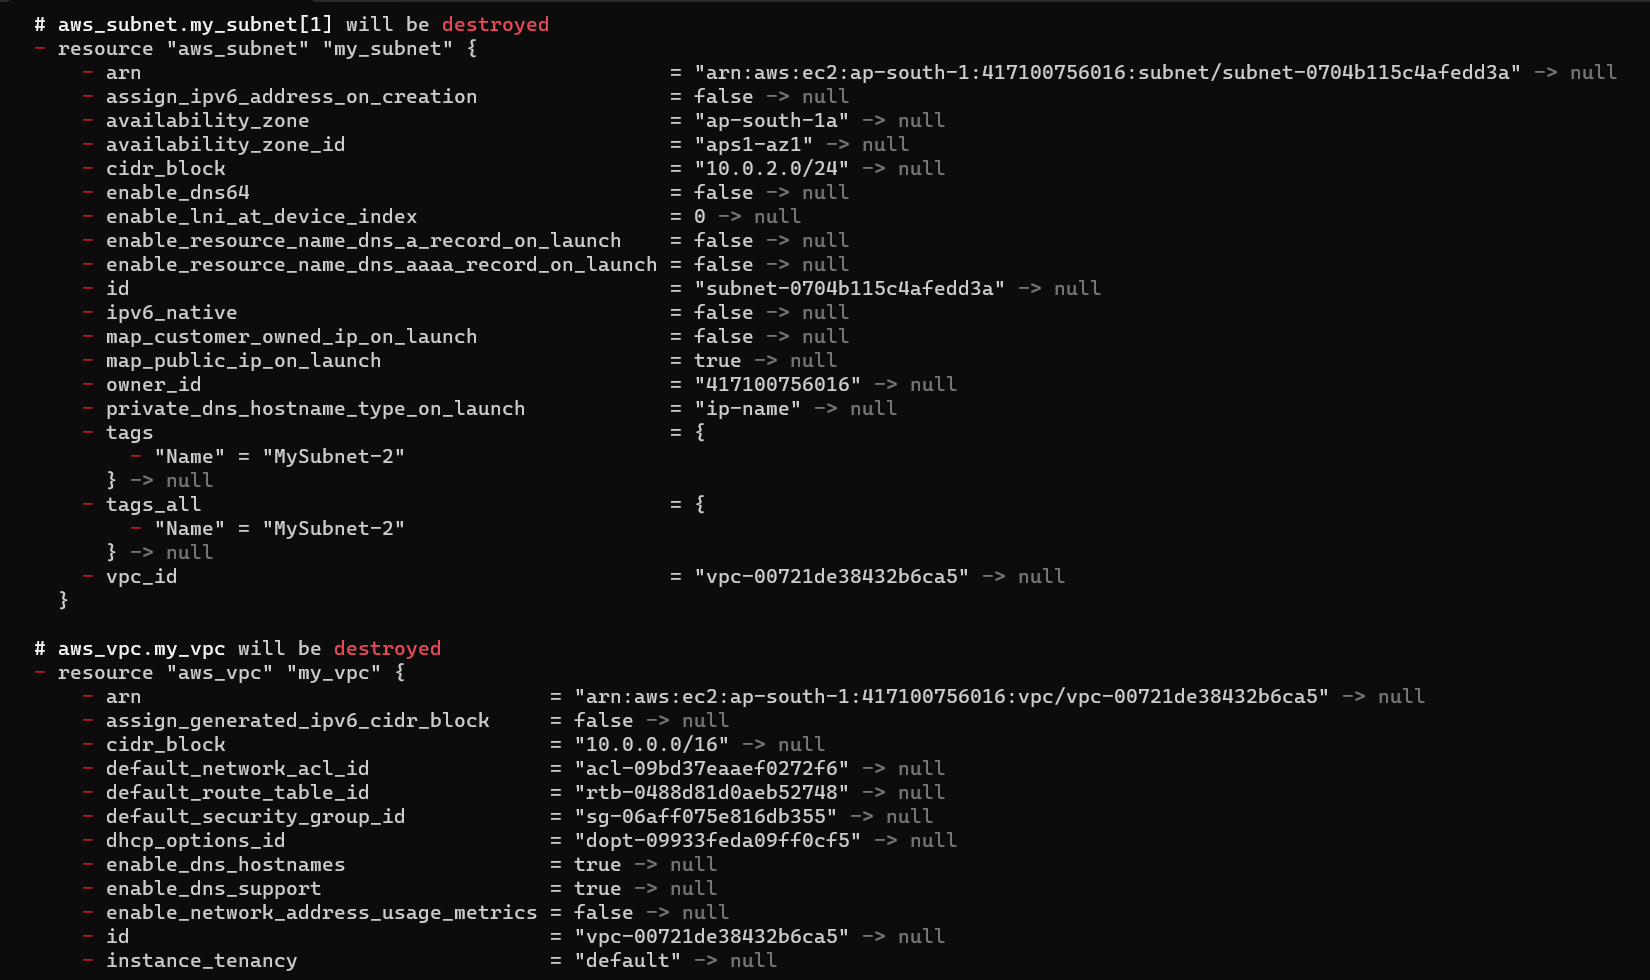 # aws_subnet.my_subnet[1] will be destroyed
- resource "aws_subnet" "my_subnet" {
- arn = "arn:aws:ec2:ap-south-1:417100756016:subnet/subnet-0704b115c4afedd3a" -> null
- assign_ipv6_address_on_creation = false -> null
- availability_zone = "ap-south-1a" -> null
- availability_zone_id = "aps1-az1" -> null
- cidr_block = "10.0.2.0/24" -> null
- enable_dns64 = false -> null
- enable_lni_at_device_index = 0 -> null
- enable_resource_name_dns_a_record_on_launch = false -> null
- enable_resource_name_dns_aaaa_record_on_launch = false -> null
- id = "subnet-0704b115c4afedd3a" -> null
- ipv6_native = false -> null
- map_customer_owned_ip_on_launch = false -> null
- map_public_ip_on_launch = true -> null
- owner_id = "417100756016" -> null
- private_dns_hostname_type_on_launch = "ip-name" -> null
- tags = {
- "Name" = "MySubnet-2"
} -> null
- tags_all = {
- "Name" = "MySubnet-2"
} -> null
- vpc_id = "vpc-00721de38432b6ca5" -> null
}
# aws_vpc.my_vpc will be destroyed
- resource "aws_vpc" "my_vpc" {
- arn = "arn:aws:ec2:ap-south-1:417100756016:vpc/vpc-00721de38432b6ca5" -> null
- assign_generated_ipv6_cidr_block = false -> null
- cidr_block = "10.0.0.0/16" -> null
- default_network_acl_id = "acl-09bd37eaaef0272f6" -> null
- default_route_table_id = "rtb-0488d81d0aeb52748" -> null
- default_security_group_id = "sg-06aff075e816db355" -> null
- dhcp_options_id = "dopt-09933feda09ff0cf5" -> null
- enable_dns_hostnames = true -> null
- enable_dns_support = true -> null
- enable_network_address_usage_metrics = false -> null
- id = "vpc-00721de38432b6ca5" -> null
- instance_tenancy = "default" -> null